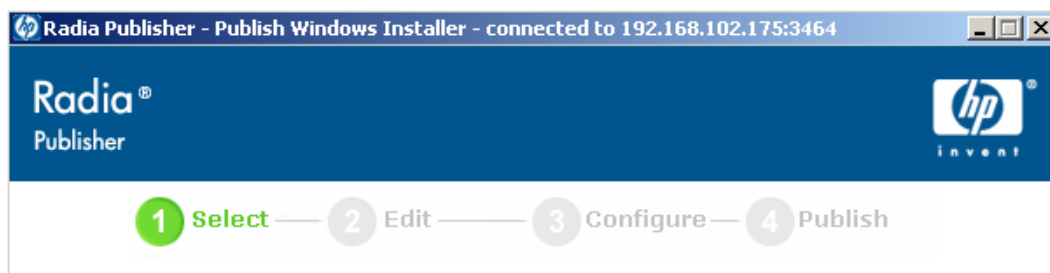 Radia Publisher - Publish Windows Installer - connected to 192.168.102.175:3464
Radia ®
Publisher
hp ®
invent
1 Select 2 Edit 3 Configure 4 Publish